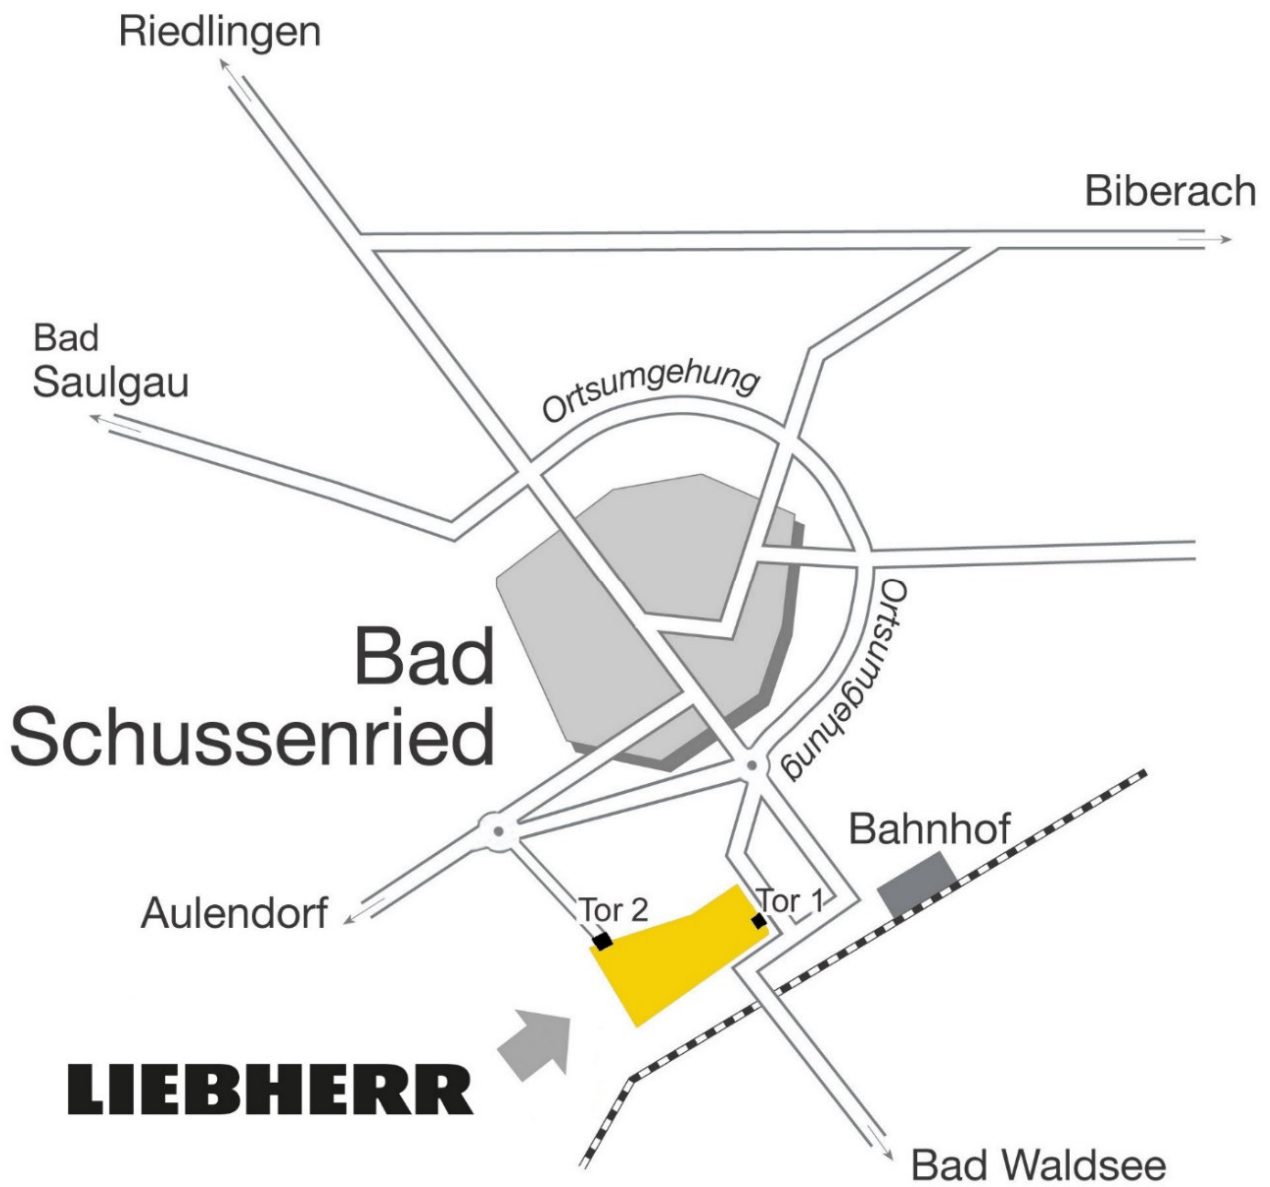 Riedlingen
Biberach
Bad
Saulgau
Ortsumgehung
Ortsumgehung
Bad
Schussenried
Bahnhof
Aulendorf
Tor 2
Tor 1
LIEBHERR
Bad Waldsee